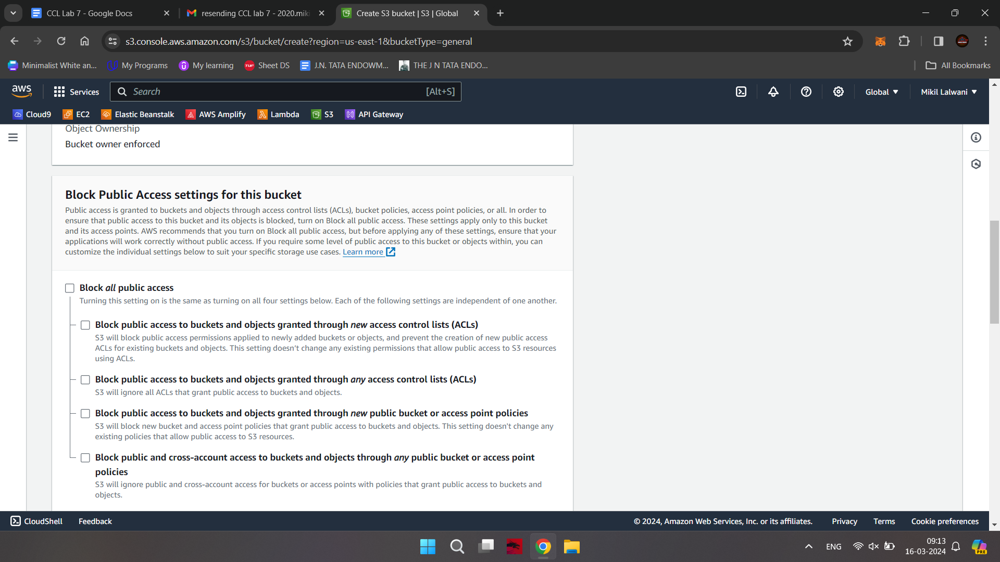 CCL Lab 7 - Google Docs
resending CCL lab 7 - 2020.miki
Create S3 bucket | S3 | Global
s3.console.aws.amazon.com/s3/bucket/create?region=us-east-1&bucketType=general
Minimalist White an...
My Programs
My learning
TUF
Sheet DS
J.N. TATA ENDOWM...
THE J N TATA ENDO...
All Bookmarks
aws
Services
Search
[Alt+S]
Global
Mikil Lalwani
Cloud9
EC2
Elastic Beanstalk
AWS Amplify
Lambda
S3
API Gateway
Object Ownership
Bucket owner enforced
Block Public Access settings for this bucket
Public access is granted to buckets and objects through access control lists (ACLs), bucket policies, access point policies, or all. In order to
ensure that public access to this bucket and its objects is blocked, turn on Block all public access. These settings apply only to this bucket
and its access points. AWS recommends that you turn on Block all public access, but before applying any of these settings, ensure that your
applications will work correctly without public access. If you require some level of public access to this bucket or objects within, you can
customize the individual settings below to suit your specific storage use cases. Learn more
Block all public access
Turning this setting on is the same as turning on all four settings below. Each of the following settings are independent of one another.
Block public access to buckets and objects granted through new access control lists (ACLs)
S3 will block public access permissions applied to newly added buckets or objects, and prevent the creation of new public access
ACLs for existing buckets and objects. This setting doesn't change any existing permissions that allow public access to S3 resources
using ACLs.
Block public access to buckets and objects granted through any access control lists (ACLs)
S3 will ignore all ACLs that grant public access to buckets and objects.
Block public access to buckets and objects granted through new public bucket or access point policies
S3 will block new bucket and access point policies that grant public access to buckets and objects. This setting doesn't change any
existing policies that allow public access to S3 resources.
Block public and cross-account access to buckets and objects through any public bucket or access point
policies
S3 will ignore public and cross-account access for buckets or access points with policies that grant public access to buckets and
objects.
CloudShell
Feedback
© 2024, Amazon Web Services, Inc. or its affiliates.
Privacy
Terms
Cookie preferences
ENG
09:13
16-03-2024
PRE